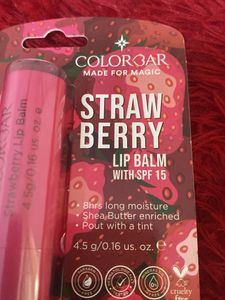 COLORBAR
MADE FOR MAGIC
STRAW
BERRY
LIP BALM
WITH SPF 15
• 8hrs long moisture
• Shea Butter enriched
• Pout with a tint
4.5 g/0.16 us. oz. e
Strawberry Lip Balm
4.5g/0.16 us. oz. e
cruelty
free